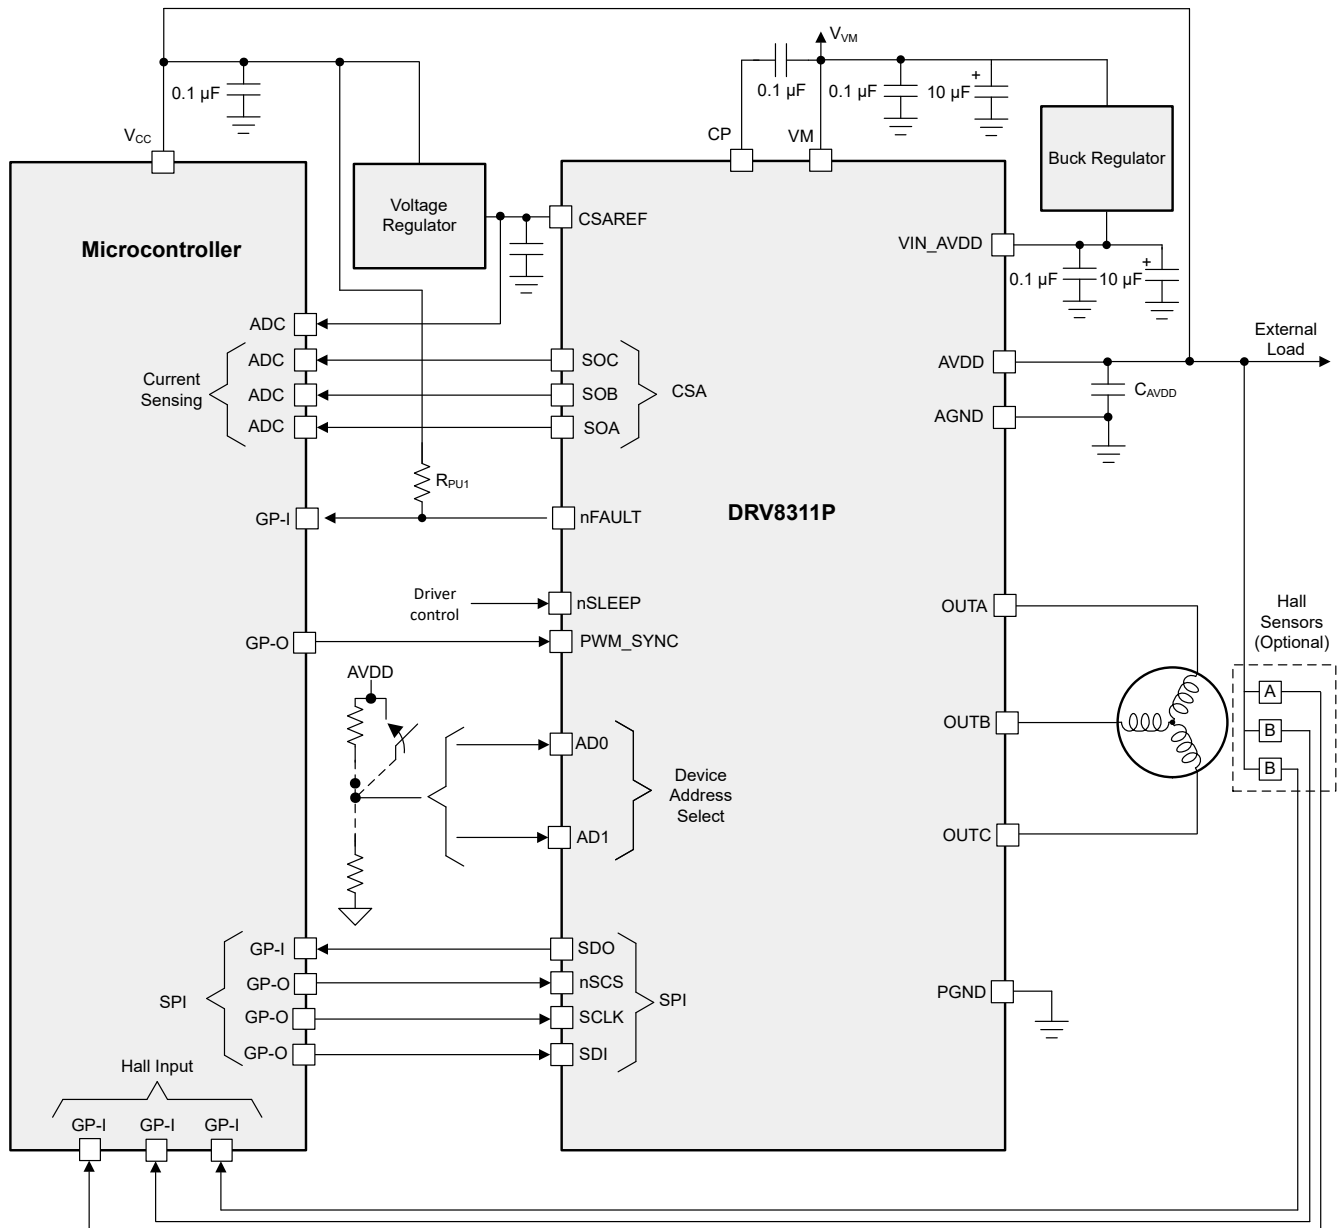 V_VM
0.1 µF
0.1 µF
0.1 µF
+
10 µF
V_CC
CP
VM
Buck Regulator
Voltage
Regulator
CSAREF
Microcontroller
VIN_AVDD
0.1 µF
+
10 µF
ADC
ADC
ADC
ADC
Current
Sensing
SOC
SOB
SOA
CSA
AVDD
External
Load
C_AVDD
AGND
R_PU1
GP-I
nFAULT
DRV8311P
Driver
control
nSLEEP
OUTA
Hall
Sensors
(Optional)
GP-O
PWM_SYNC
AVDD
A
B
B
OUTB
AD0
Device
Address
Select
AD1
OUTC
GP-I
GP-O
GP-O
GP-O
SPI
SDO
nSCS
SCLK
SDI
SPI
PGND
Hall Input
GP-I
GP-I
GP-I